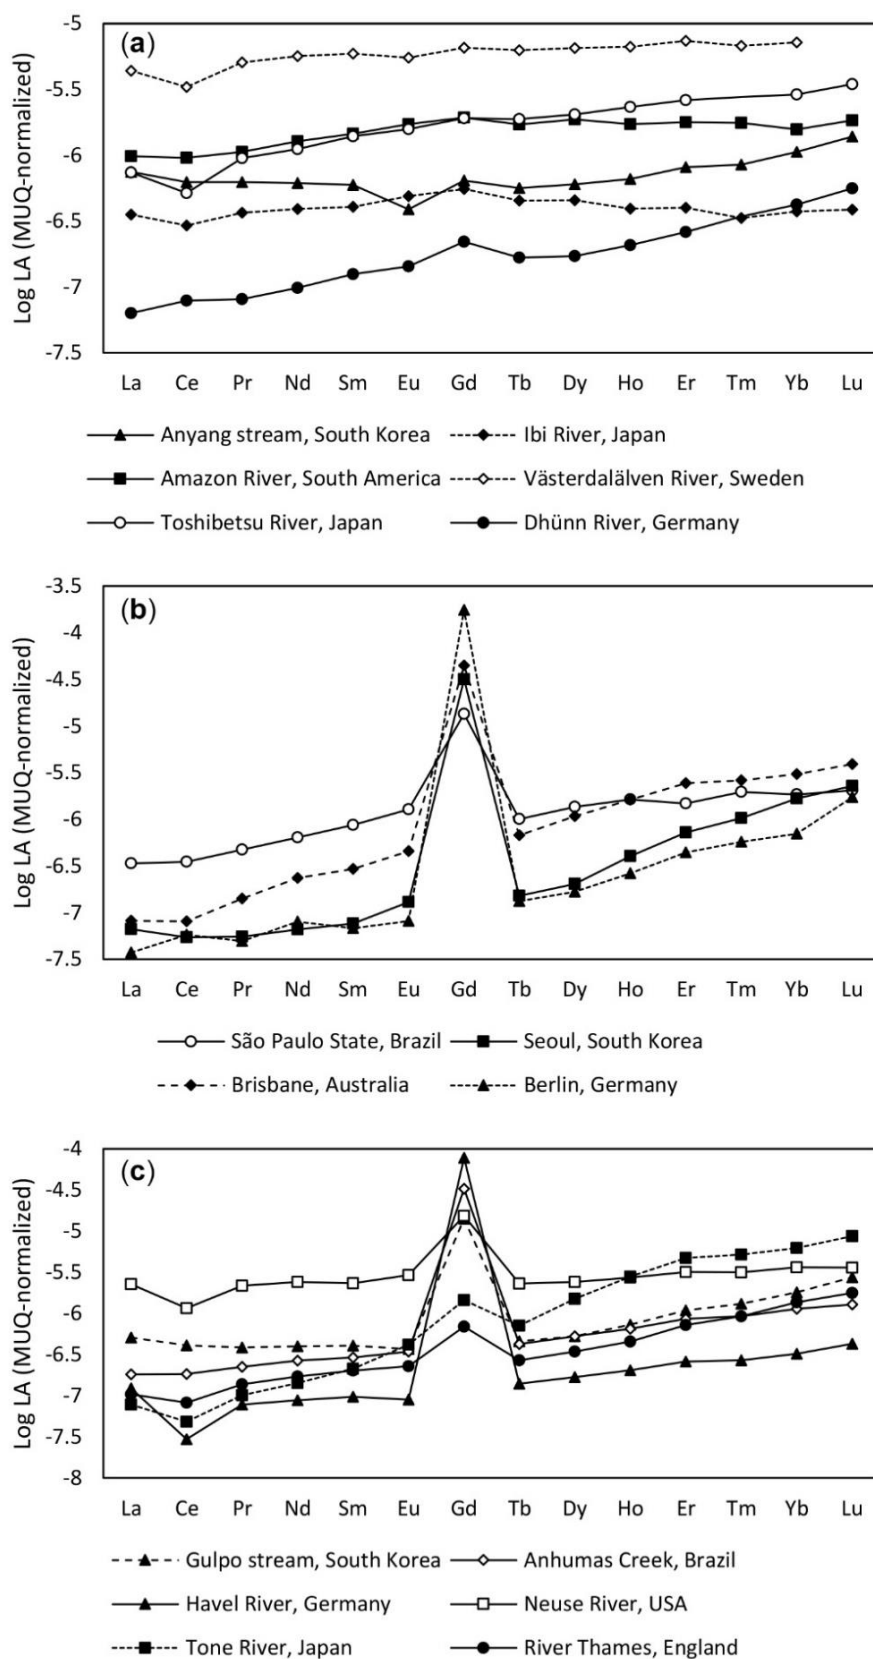 (a)
Log LA (MUQ-normalized)
-5
-5.5
-6
-6.5
-7
-7.5
La Ce Pr Nd Sm Eu Gd Tb Dy Ho Er Tm Yb Lu
Anyang stream, South Korea Ibi River, Japan
Amazon River, South America Västerdalälven River, Sweden
Toshibetsu River, Japan Dhünn River, Germany
(b)
Log LA (MUQ-normalized)
-3.5
-4
-4.5
-5
-5.5
-6
-6.5
-7
-7.5
La Ce Pr Nd Sm Eu Gd Tb Dy Ho Er Tm Yb Lu
São Paulo State, Brazil Seoul, South Korea
Brisbane, Australia Berlin, Germany
(c)
Log LA (MUQ-normalized)
-4
-4.5
-5
-5.5
-6
-6.5
-7
-7.5
-8
La Ce Pr Nd Sm Eu Gd Tb Dy Ho Er Tm Yb Lu
Gulpo stream, South Korea Anhumas Creek, Brazil
Havel River, Germany Neuse River, USA
Tone River, Japan River Thames, England